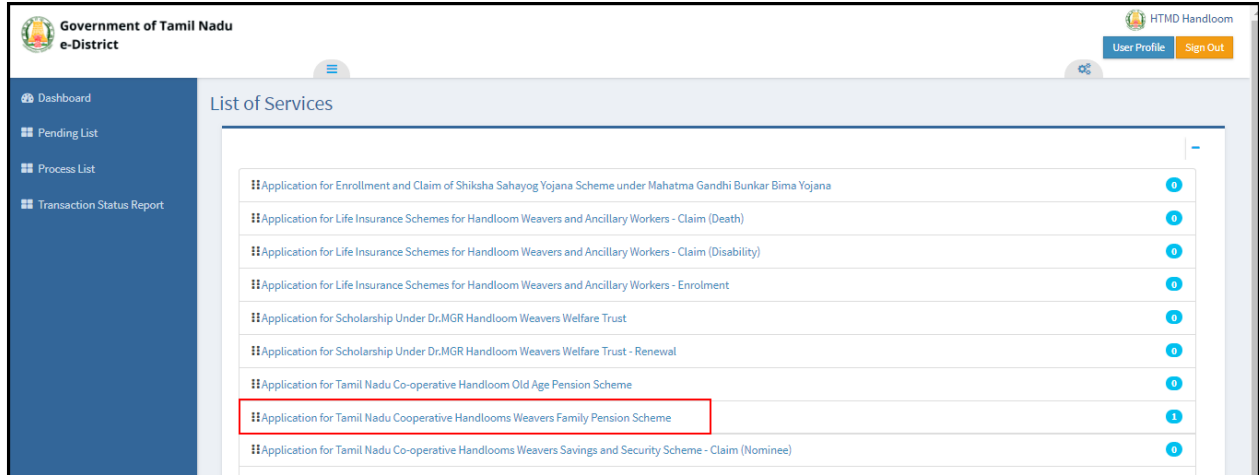 Government of Tamil Nadu
e-District
HTMD Handloom
User Profile Sign Out
Dashboard
Pending List
Process List
Transaction Status Report
List of Services
Application for Enrollment and Claim of Shiksha Sahayog Yojana Scheme under Mahatma Gandhi Bunkar Bima Yojana 0
Application for Life Insurance Schemes for Handloom Weavers and Ancillary Workers - Claim (Death) 0
Application for Life Insurance Schemes for Handloom Weavers and Ancillary Workers - Claim (Disability) 0
Application for Life Insurance Schemes for Handloom Weavers and Ancillary Workers - Enrolment 0
Application for Scholarship Under Dr.MGR Handloom Weavers Welfare Trust 0
Application for Scholarship Under Dr.MGR Handloom Weavers Welfare Trust - Renewal 0
Application for Tamil Nadu Co-operative Handloom Old Age Pension Scheme 0
Application for Tamil Nadu Cooperative Handlooms Weavers Family Pension Scheme 1
Application for Tamil Nadu Co-operative Handlooms Weavers Savings and Security Scheme - Claim (Nominee) 0